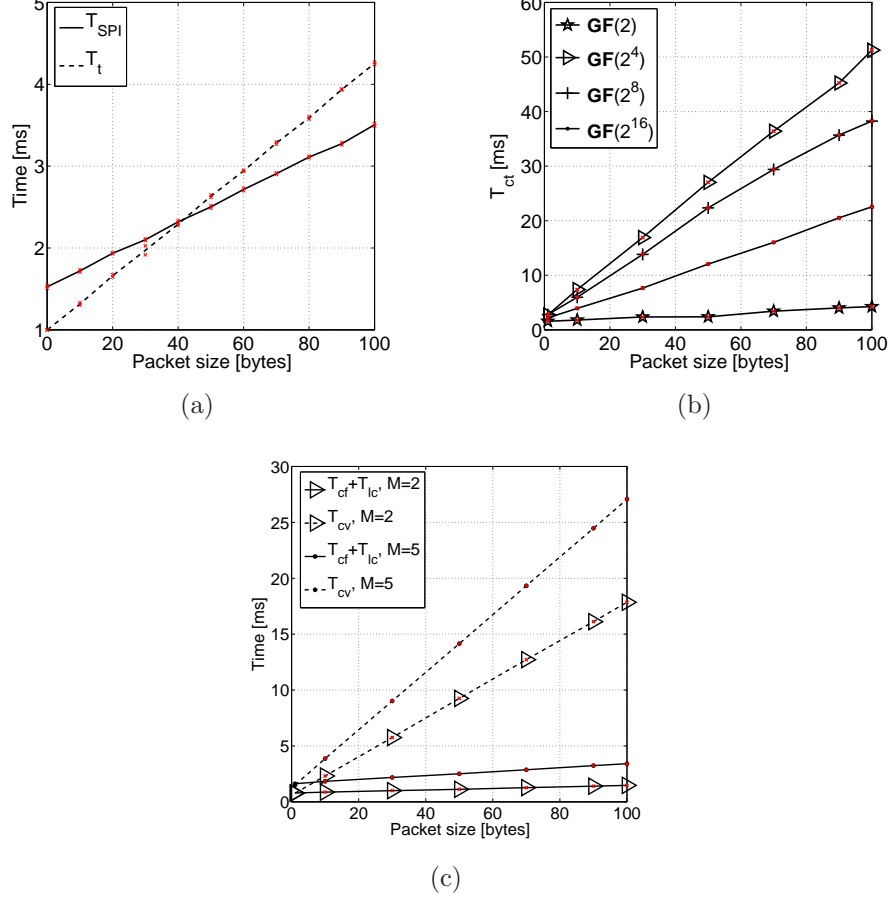 5
4
3
2
1
Time [ms]
T_SPI
T_t
0 20 40 60 80 100
Packet size [bytes]
(a)
60
50
40
30
20
10
0
T_ct [ms]
GF(2)
GF(2^4)
GF(2^8)
GF(2^16)
0 20 40 60 80 100
Packet size [bytes]
(b)
30
25
20
15
10
5
0
Time [ms]
T_cf+T_lc, M=2
T_cv, M=2
T_cf+T_lc, M=5
T_cv, M=5
0 20 40 60 80 100
Packet size [bytes]
(c)